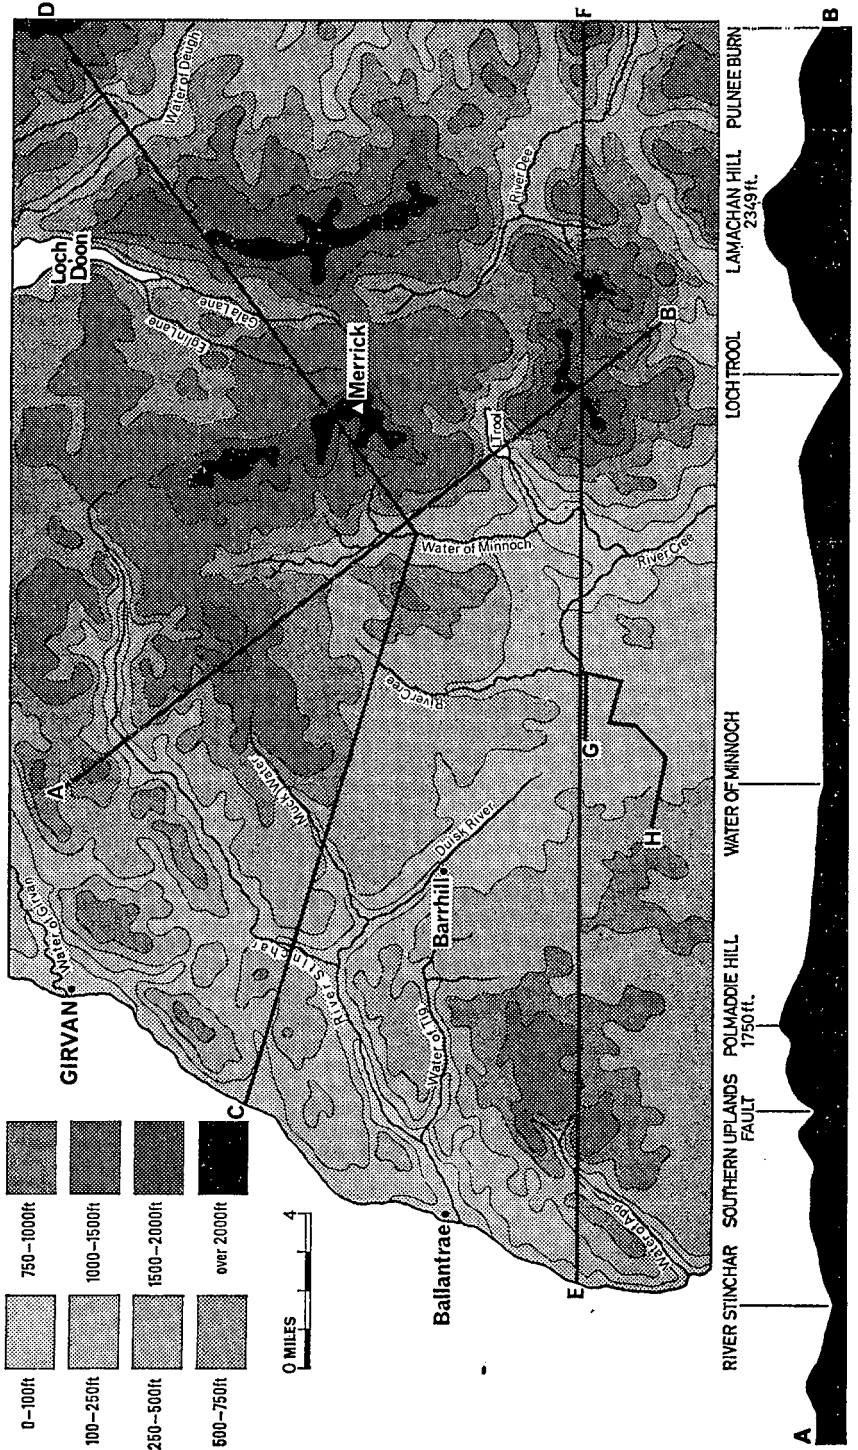 0–100ft
100–250ft
250–500ft
500–750ft
750–1000ft
1000–1500ft
1500–2000ft
over 2000ft
0 MILES 4
GIRVAN
Water of Girvan
A
C
River Stinchar
Muck Water
Duisk River
Barrhill
Water of Tig
Ballantrae
E
Water of App
H
G
River Cree
Water of Minnoch
River Cree
L Trool
Merrick
Eglin Lane
Gala Lane
Loch
Doon
Water of Deugh
D
River Dee
F
B
A
RIVER STINCHAR
SOUTHERN UPLANDS
FAULT
POLMADDIE HILL
1750 ft.
WATER OF MINNOCH
LOCH TROOL
LAMACHAN HILL
2349 ft.
PULNEE BURN
B